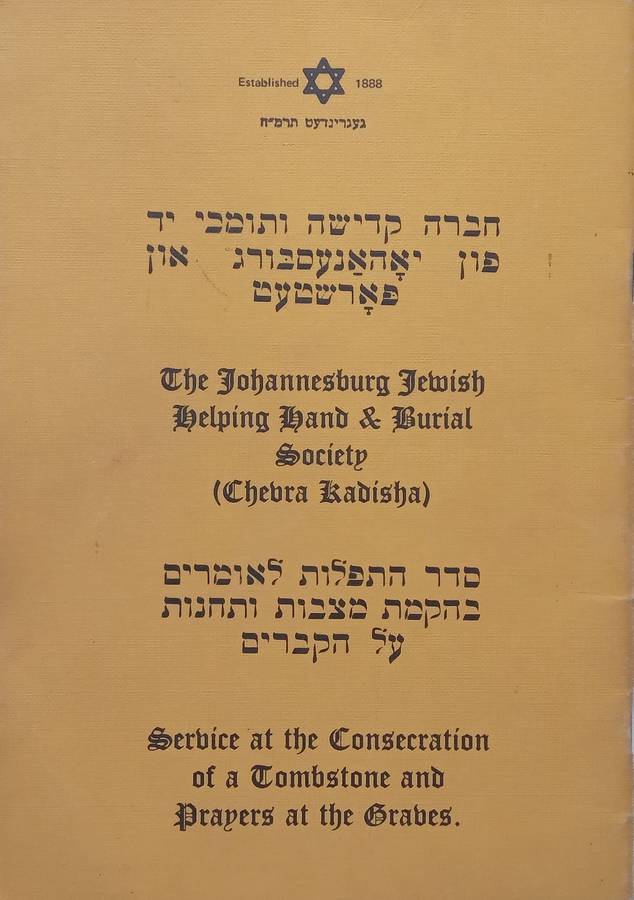 Established 1888
געגרינדעט תרמ״ח
חברה קדישה ותומכי יד
פון יאָהאַנעסבורג און
פּאָרשטעט
The Johannesburg Jewish
Helping Hand & Burial
Society
(Chevra Kadisha)
סדר התפלות לאומרים
בהקמת מצבות ותחנות
על הקברים
Service at the Consecration
of a Tombstone and
Prayers at the Graves.